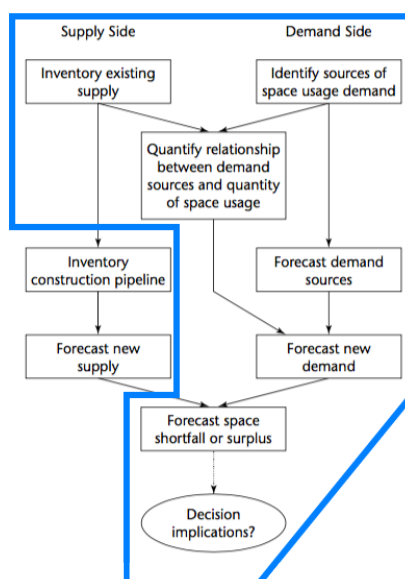 Supply Side
Demand Side
Inventory existing
supply
Identify sources of
space usage demand
Quantify relationship
between demand
sources and quantity
of space usage
Inventory
construction pipeline
Forecast demand
sources
Forecast new
supply
Forecast new
demand
Forecast space
shortfall or surplus
Decision
implications?